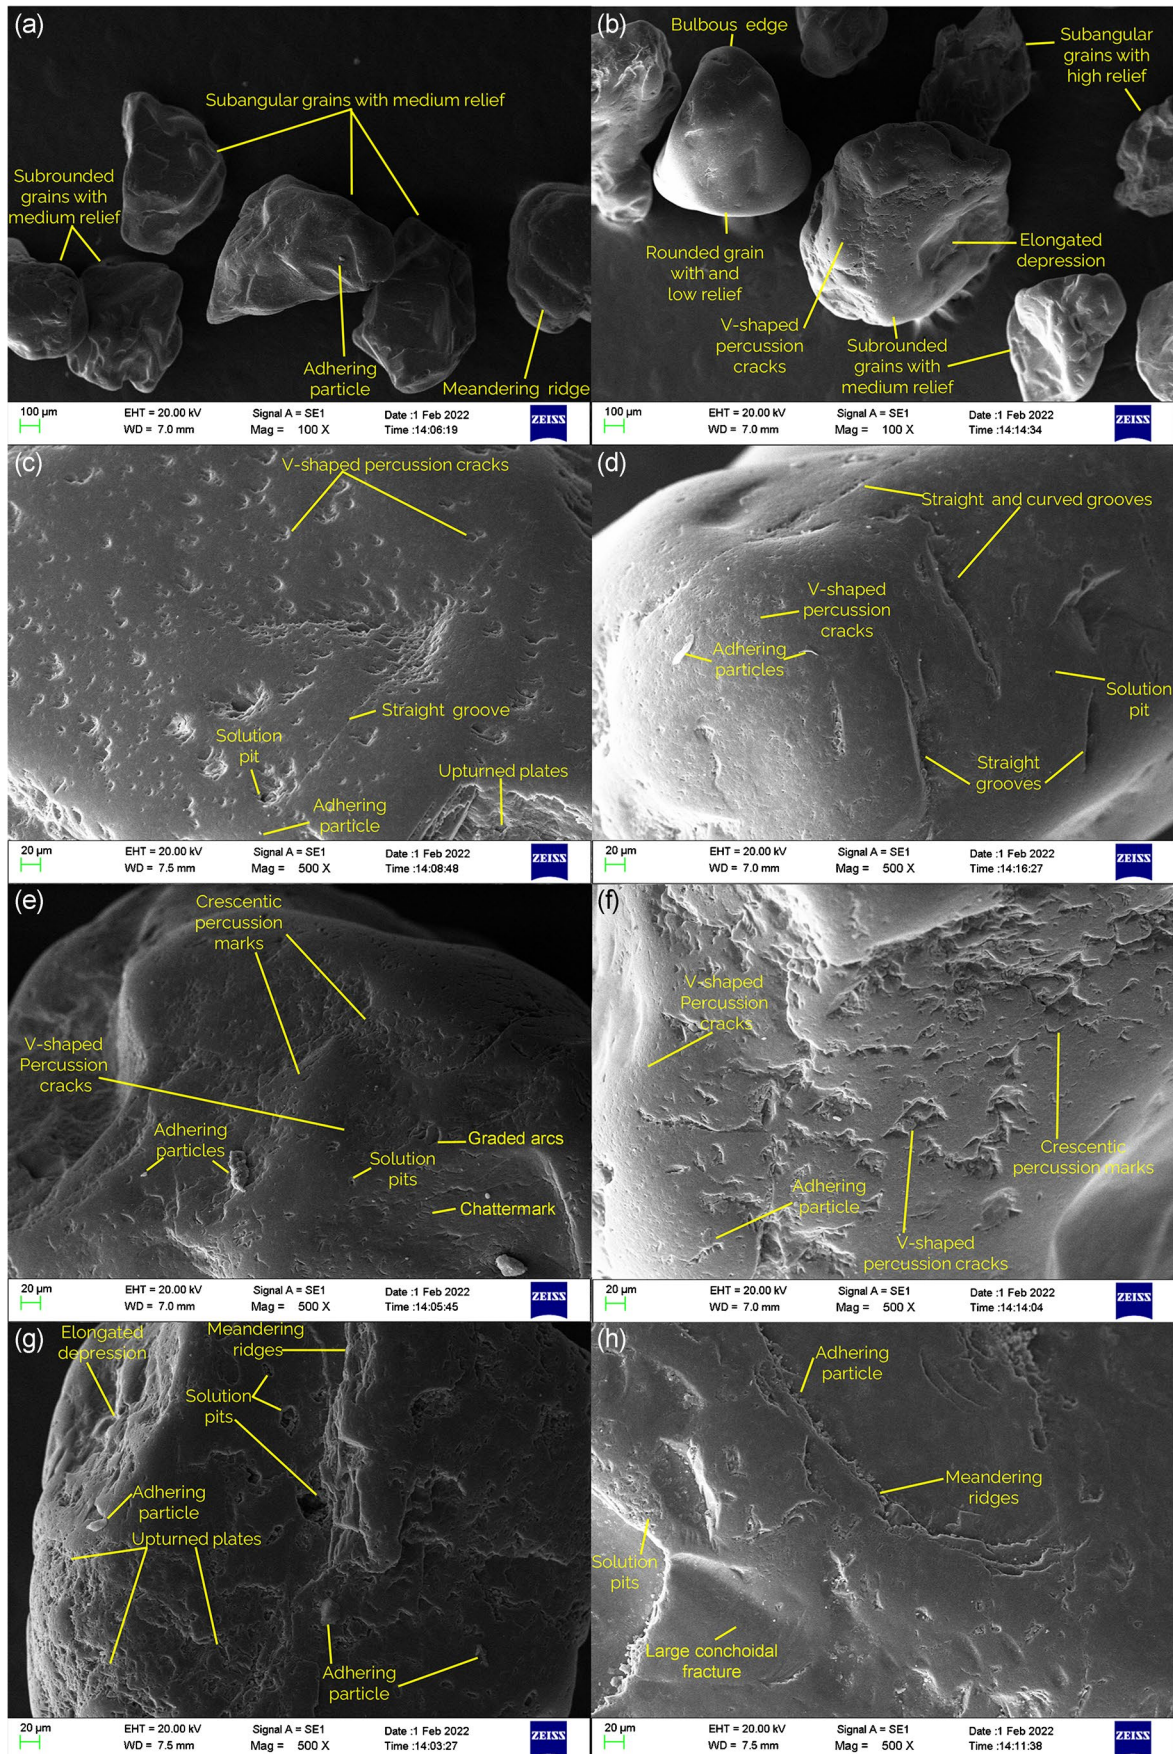 (a)
Subangular grains with medium relief
Subrounded
grains with
medium relief
Adhering
particle
Meandering ridge
100 µm
EHT = 20.00 kV
Signal A = SE1
Date :1 Feb 2022
WD = 7.0 mm
Mag = 100 X
Time :14:06:19
ZEISS
(b)
Bulbous edge
Subangular
grains with
high relief
Rounded grain
with and
low relief
Elongated
depression
V-shaped
percussion
cracks
Subrounded
grains with
medium relief
100 µm
EHT = 20.00 kV
Signal A = SE1
Date :1 Feb 2022
WD = 7.0 mm
Mag = 100 X
Time :14:14:34
ZEISS
(c)
V-shaped percussion cracks
Straight groove
Solution
pit
Upturned plates
Adhering
particle
20 µm
EHT = 20.00 kV
Signal A = SE1
Date :1 Feb 2022
WD = 7.5 mm
Mag = 500 X
Time :14:08:48
ZEISS
(d)
Straight and curved grooves
V-shaped
percussion
cracks
Adhering
particles
Solution
pit
Straight
grooves
20 µm
EHT = 20.00 kV
Signal A = SE1
Date :1 Feb 2022
WD = 7.0 mm
Mag = 500 X
Time :14:16:27
ZEISS
(e)
Crescentic
percussion
marks
V-shaped
Percussion
cracks
Adhering
particles
Graded arcs
Solution
pits
Chattermark
20 µm
EHT = 20.00 kV
Signal A = SE1
Date :1 Feb 2022
WD = 7.0 mm
Mag = 500 X
Time :14:05:45
ZEISS
(f)
V-shaped
Percussion
cracks
Crescentic
percussion marks
Adhering
particle
V-shaped
percussion cracks
20 µm
EHT = 20.00 kV
Signal A = SE1
Date :1 Feb 2022
WD = 7.0 mm
Mag = 500 X
Time :14:14:04
ZEISS
(g)
Elongated
depression
Meandering
ridges
Solution
pits
Adhering
particle
Upturned plates
Adhering
particle
20 µm
EHT = 20.00 kV
Signal A = SE1
Date :1 Feb 2022
WD = 7.5 mm
Mag = 500 X
Time :14:03:27
ZEISS
(h)
Adhering
particle
Meandering
ridges
Solution
pits
Large conchoidal
fracture
20 µm
EHT = 20.00 kV
Signal A = SE1
Date :1 Feb 2022
WD = 7.5 mm
Mag = 500 X
Time :14:11:38
ZEISS